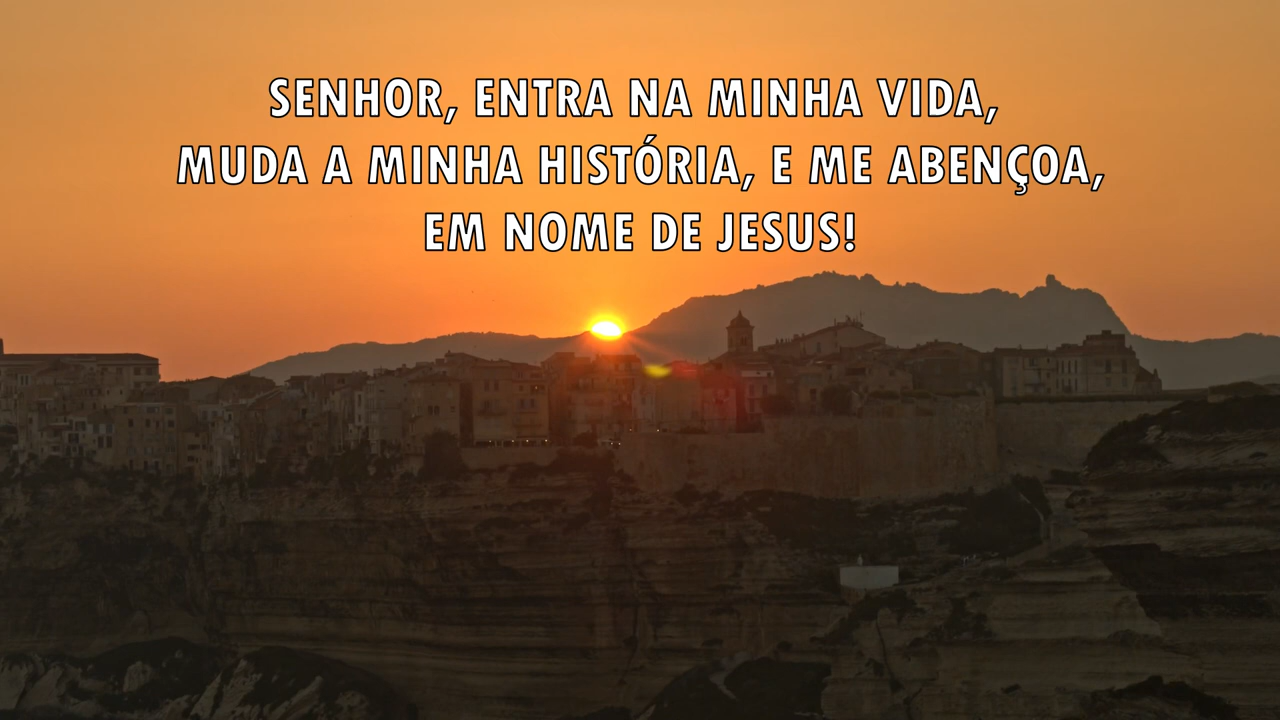 SENHOR, ENTRA NA MINHA VIDA,
MUDA A MINHA HISTÓRIA, E ME ABENÇOA,
EM NOME DE JESUS!